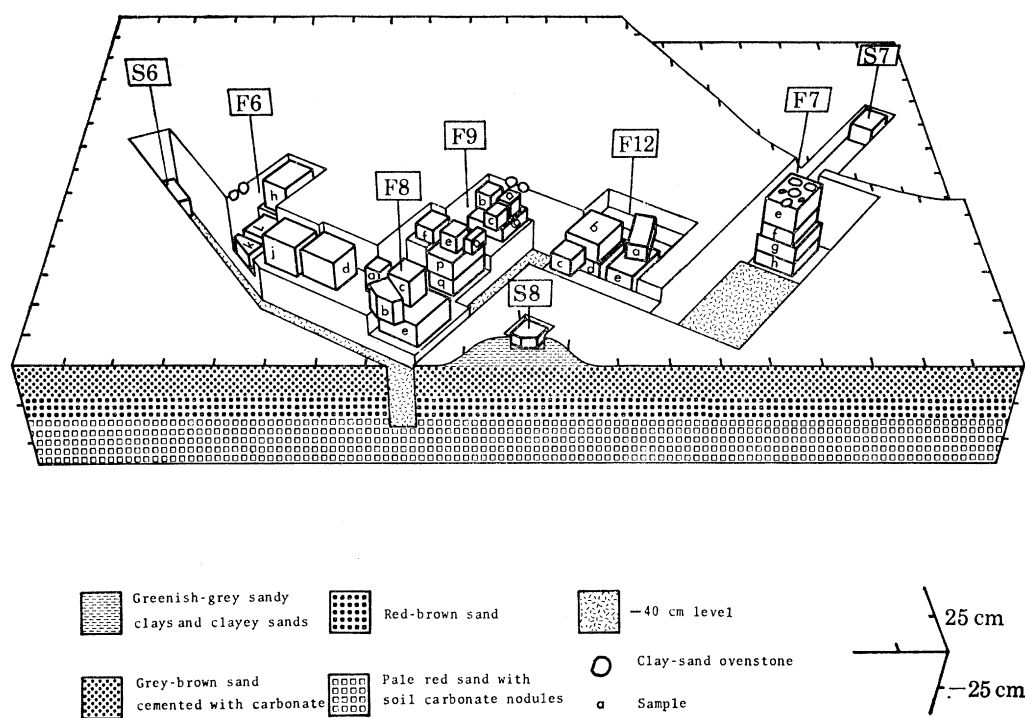 S6
F6
F8
F9
F12
F7
S7
S8
h
j
d
f
e
b
c
p
q
a
c
b
e
b
c
d
a
e
e
f
g
h
Greenish-grey sandy
clays and clayey sands
Red-brown sand
-40 cm level
Clay-sand ovenstone
Grey-brown sand
cemented with carbonate
Pale red sand with
soil carbonate nodules
a Sample
25 cm
-25 cm